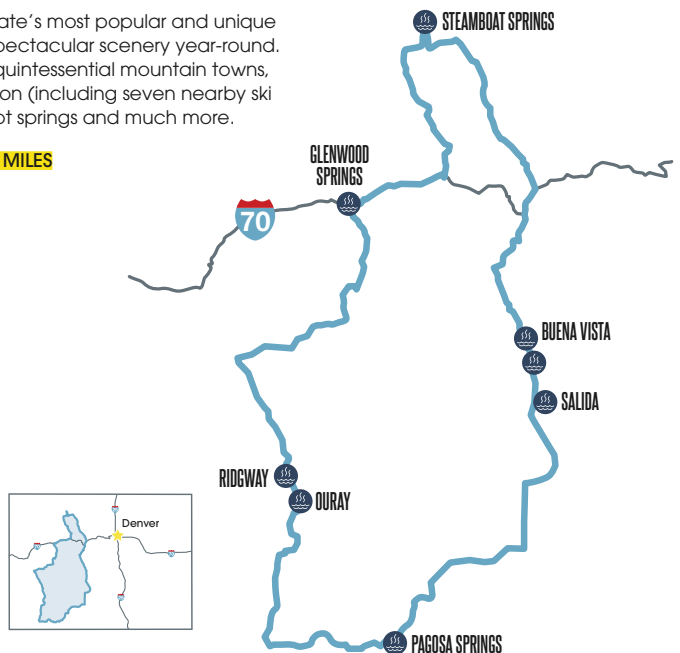 ate's most popular and unique
pectacular scenery year-round.
quintessential mountain towns,
on (including seven nearby ski
ot springs and much more.
MILES
STEAMBOAT SPRINGS
GLENWOOD
SPRINGS
70
BUENA VISTA
SALIDA
RIDGWAY
OURAY
Denver
PAGOSA SPRINGS